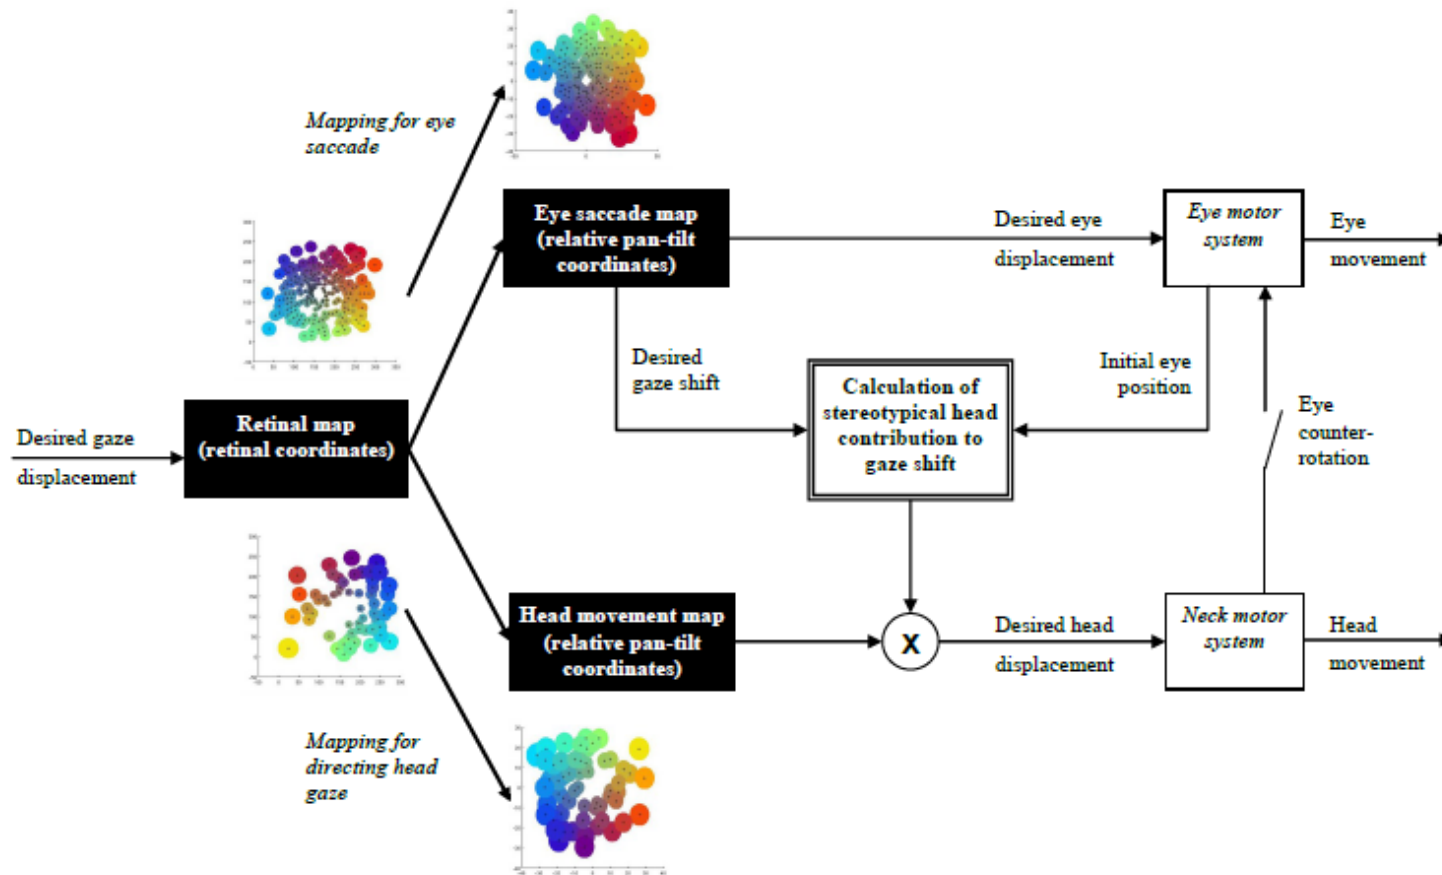 Mapping for eye
saccade
Eye saccade map
(relative pan-tilt
coordinates)
Desired eye
displacement
Eye motor
system
Eye
movement
Desired
gaze shift
Calculation of
stereotypical head
contribution to
gaze shift
Initial eye
position
Eye
counter-
rotation
Desired gaze
displacement
Retinal map
(retinal coordinates)
Head movement map
(relative pan-tilt
coordinates)
X
Desired head
displacement
Neck motor
system
Head
movement
Mapping for
directing head
gaze